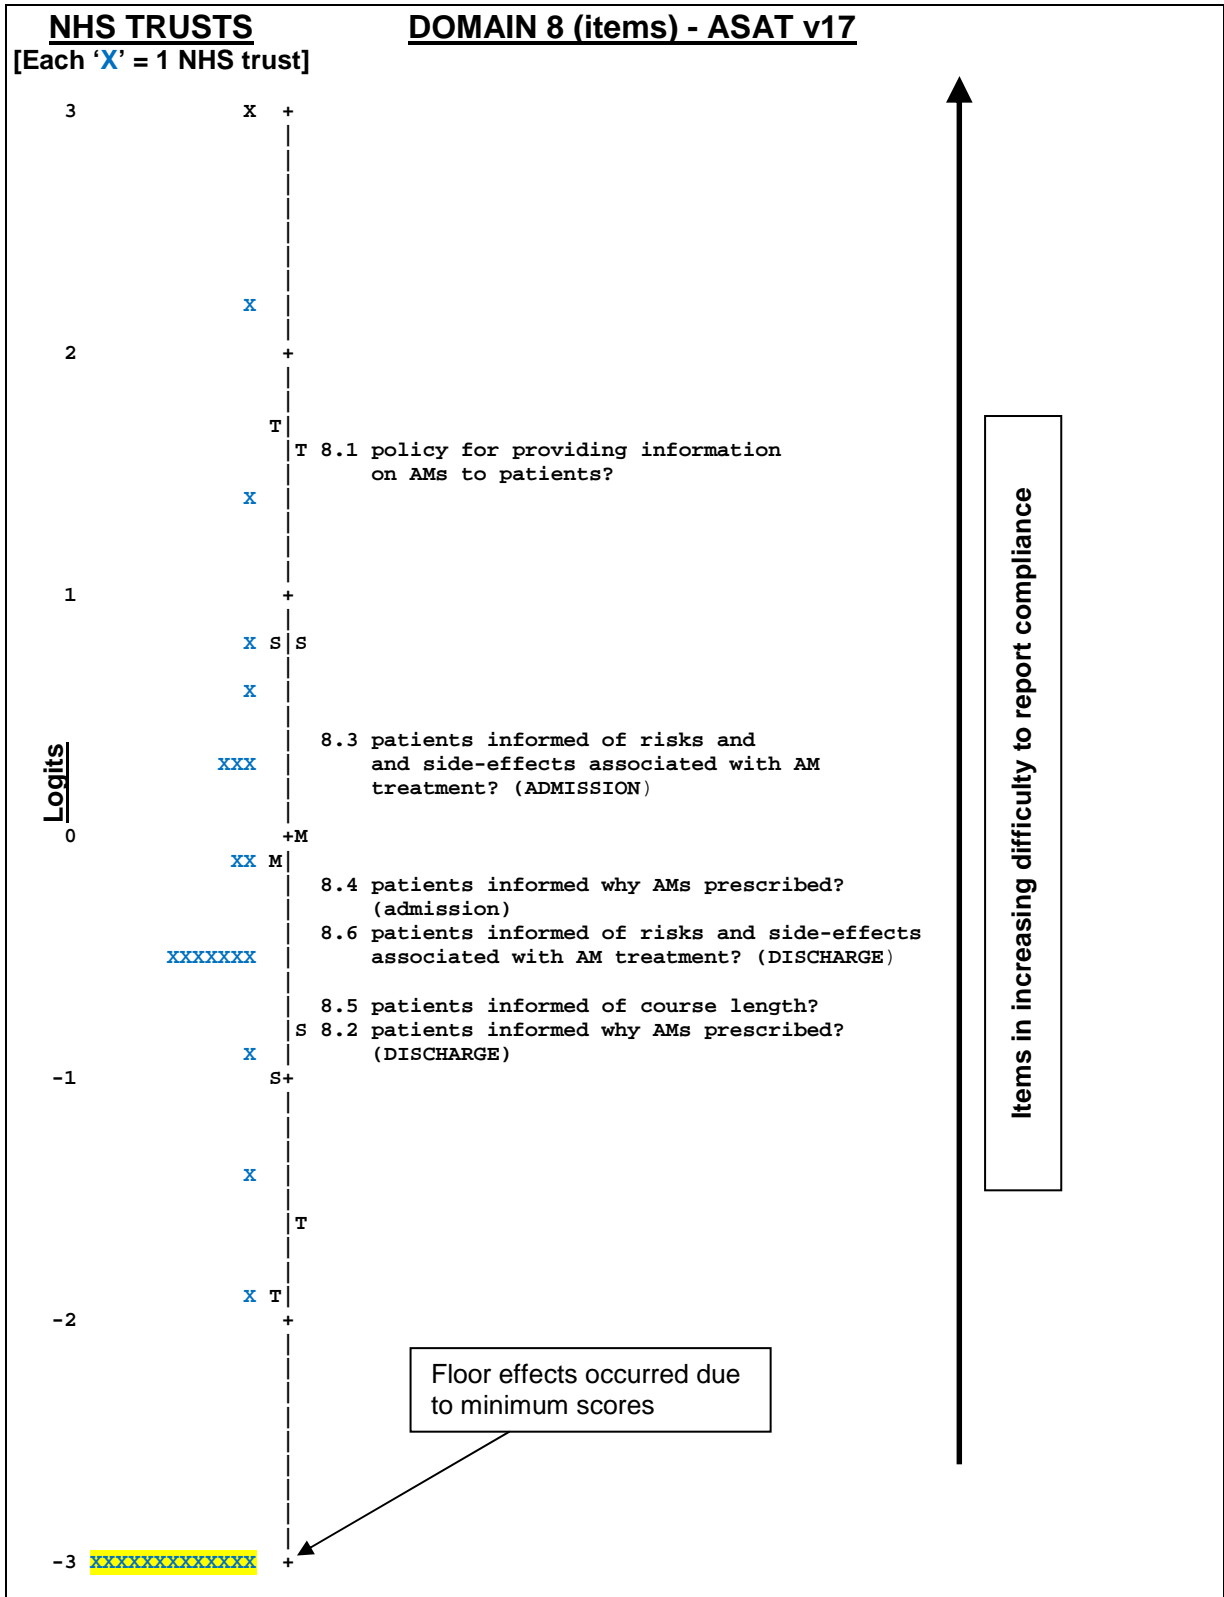 NHS TRUSTS DOMAIN 8 (items) - ASAT v17
[Each ‘X’ = 1 NHS trust]
3 X +
X
2 +
T
T 8.1 policy for providing information
on AMs to patients?
X
1 +
X S S
X
8.3 patients informed of risks and
XXX and side-effects associated with AM
treatment? (ADMISSION)
Logits
0 +M
XX M
8.4 patients informed why AMs prescribed?
(admission)
8.6 patients informed of risks and side-effects
XXXXXXX associated with AM treatment? (DISCHARGE)
8.5 patients informed of course length?
S 8.2 patients informed why AMs prescribed?
X (DISCHARGE)
-1 S+
X
T
X T
-2 +
Floor effects occurred due
to minimum scores
-3 XXXXXXXXXXXXX +
Items in increasing difficulty to report compliance